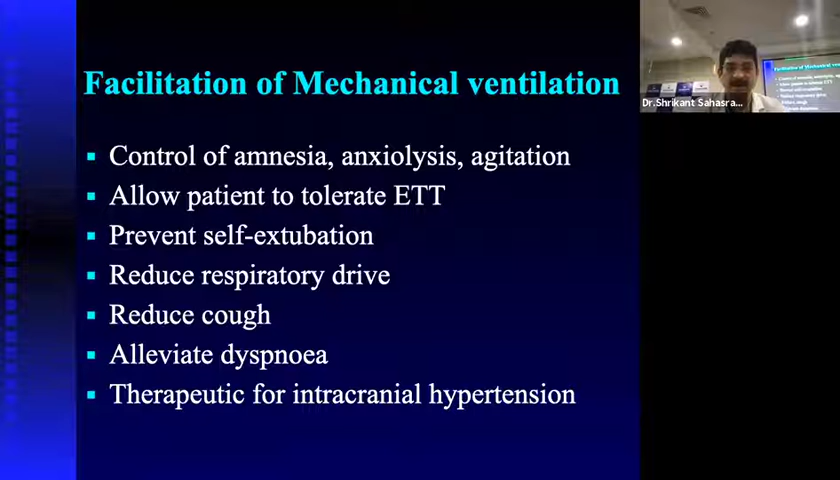 Facilitation of Mechanical ventilation
Control of amnesia, anxiolysis, agitation
Allow patient to tolerate ETT
Prevent self-extubation
Reduce respiratory drive
Reduce cough
Alleviate dyspnoea
Therapeutic for intracranial hypertension
Dr.Shrikant Sahasra...